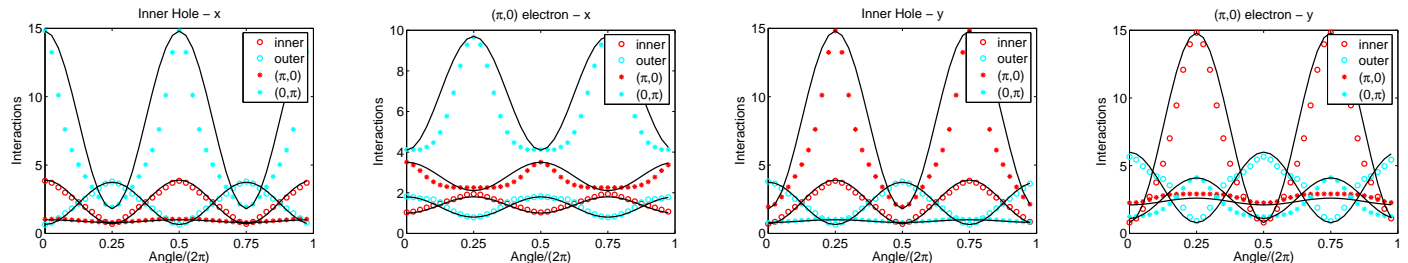 Inner Hole − x
15
10
5
0
Interactions
0
0.25
0.5
0.75
1
Angle/(2π)
inner
outer
(π,0)
(0,π)
(π,0) electron − x
10
8
6
4
2
0
Interactions
0
0.25
0.5
0.75
1
Angle/(2π)
inner
outer
(π,0)
(0,π)
Inner Hole − y
15
10
5
0
Interactions
0
0.25
0.5
0.75
1
Angle/(2π)
inner
outer
(π,0)
(0,π)
(π,0) electron − y
15
10
5
0
Interactions
0
0.25
0.5
0.75
1
Angle/(2π)
inner
outer
(π,0)
(0,π)